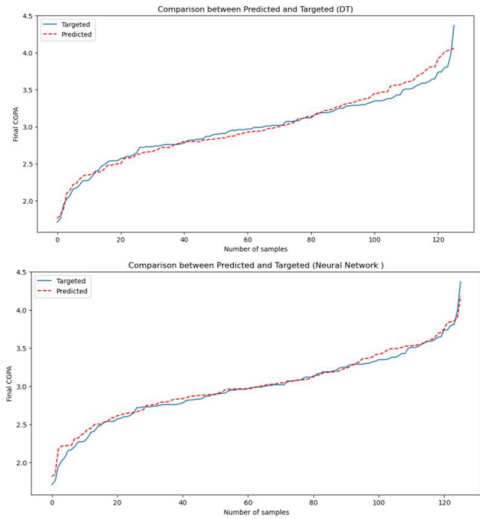 Comparison between Predicted and Targeted (DT)
4.5
Targeted
Predicted
4.0
3.5
3.0
2.5
2.0
Final CGPA
0 20 40 60 80 100 120
Number of samples
Comparison between Predicted and Targeted (Neural Network )
4.5
Targeted
Predicted
4.0
3.5
3.0
2.5
2.0
Final CGPA
0 20 40 60 80 100 120
Number of samples